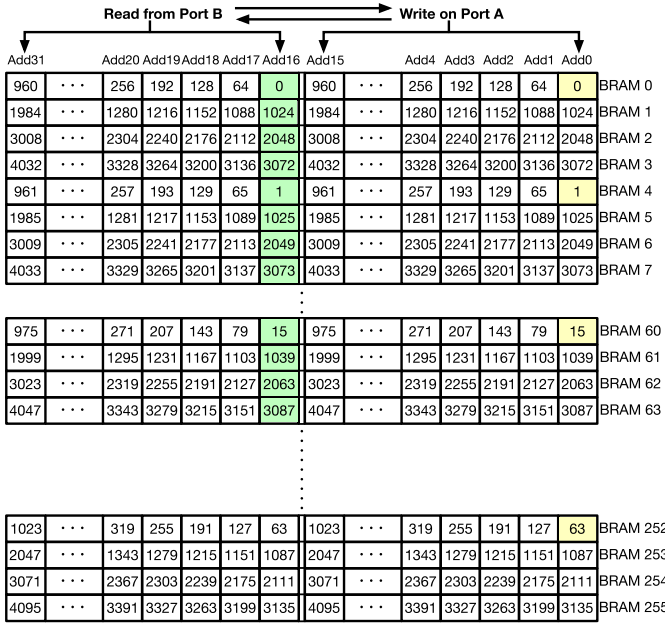 Read from Port B Write on Port A
Add31 Add20 Add19 Add18 Add17 Add16 Add15 Add4 Add3 Add2 Add1 Add0
960 ··· 256 192 128 64 0 960 ··· 256 192 128 64 0 BRAM 0
1984 ··· 1280 1216 1152 1088 1024 1984 ··· 1280 1216 1152 1088 1024 BRAM 1
3008 ··· 2304 2240 2176 2112 2048 3008 ··· 2304 2240 2176 2112 2048 BRAM 2
4032 ··· 3328 3264 3200 3136 3072 4032 ··· 3328 3264 3200 3136 3072 BRAM 3
961 ··· 257 193 129 65 1 961 ··· 257 193 129 65 1 BRAM 4
1985 ··· 1281 1217 1153 1089 1025 1985 ··· 1281 1217 1153 1089 1025 BRAM 5
3009 ··· 2305 2241 2177 2113 2049 3009 ··· 2305 2241 2177 2113 2049 BRAM 6
4033 ··· 3329 3265 3201 3137 3073 4033 ··· 3329 3265 3201 3137 3073 BRAM 7
975 ··· 271 207 143 79 15 975 ··· 271 207 143 79 15 BRAM 60
1999 ··· 1295 1231 1167 1103 1039 1999 ··· 1295 1231 1167 1103 1039 BRAM 61
3023 ··· 2319 2255 2191 2127 2063 3023 ··· 2319 2255 2191 2127 2063 BRAM 62
4047 ··· 3343 3279 3215 3151 3087 4047 ··· 3343 3279 3215 3151 3087 BRAM 63
1023 ··· 319 255 191 127 63 1023 ··· 319 255 191 127 63 BRAM 252
2047 ··· 1343 1279 1215 1151 1087 2047 ··· 1343 1279 1215 1151 1087 BRAM 253
3071 ··· 2367 2303 2239 2175 2111 3071 ··· 2367 2303 2239 2175 2111 BRAM 254
4095 ··· 3391 3327 3263 3199 3135 4095 ··· 3391 3327 3263 3199 3135 BRAM 255